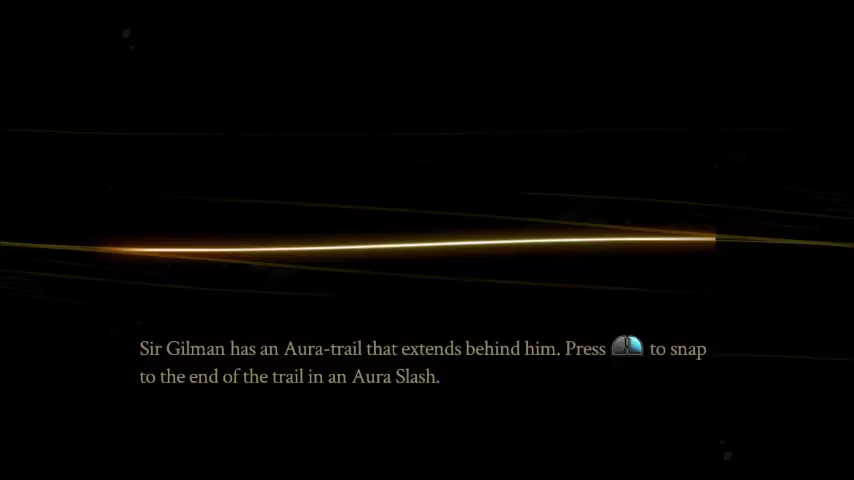 Sir Gilman has an Aura-trail that extends behind him. Press to snap
to the end of the trail in an Aura Slash.